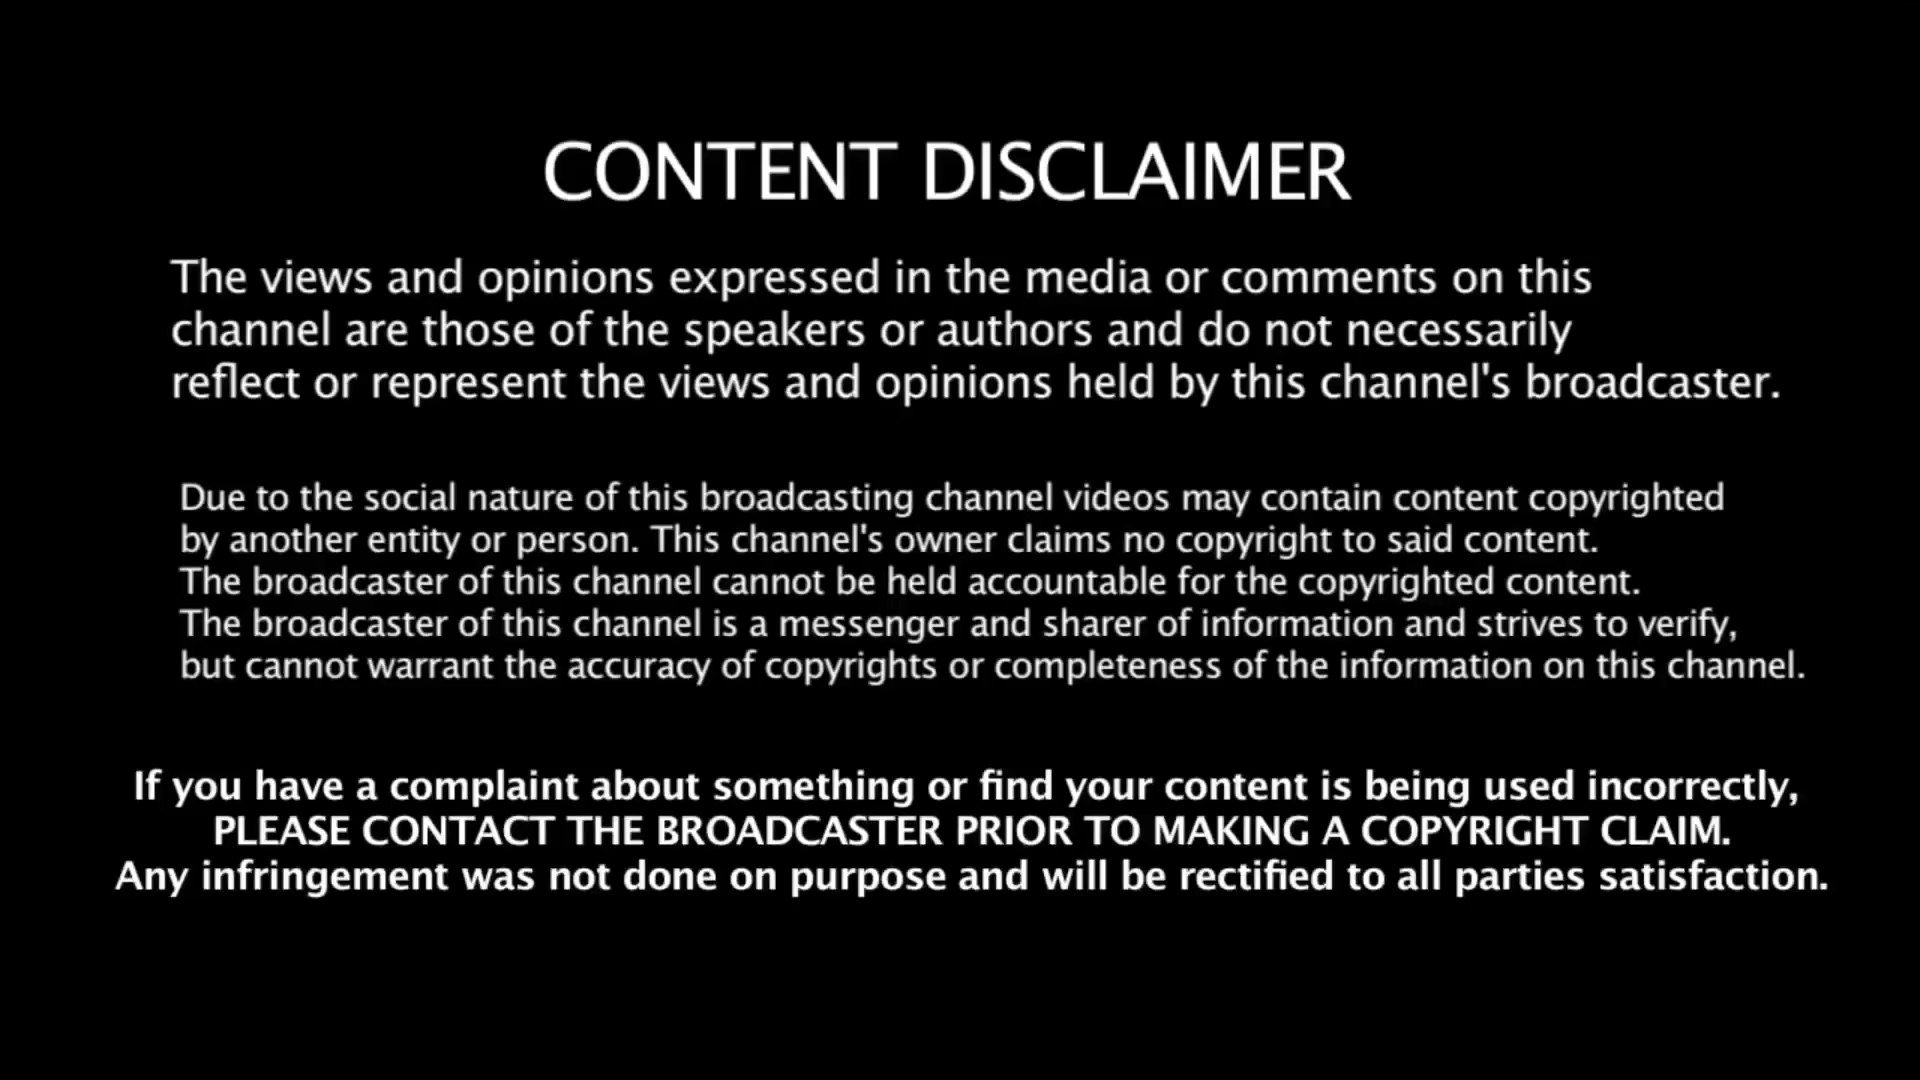 CONTENT DISCLAIMER
The views and opinions expressed in the media or comments on this
channel are those of the speakers or authors and do not necessarily
reflect or represent the views and opinions held by this channel's broadcaster.
Due to the social nature of this broadcasting channel videos may contain content copyrighted
by another entity or person. This channel's owner claims no copyright to said content.
The broadcaster of this channel cannot be held accountable for the copyrighted content.
The broadcaster of this channel is a messenger and sharer of information and strives to verify,
but cannot warrant the accuracy of copyrights or completeness of the information on this channel.
If you have a complaint about something or find your content is being used incorrectly,
PLEASE CONTACT THE BROADCASTER PRIOR TO MAKING A COPYRIGHT CLAIM.
Any infringement was not done on purpose and will be rectified to all parties satisfaction.